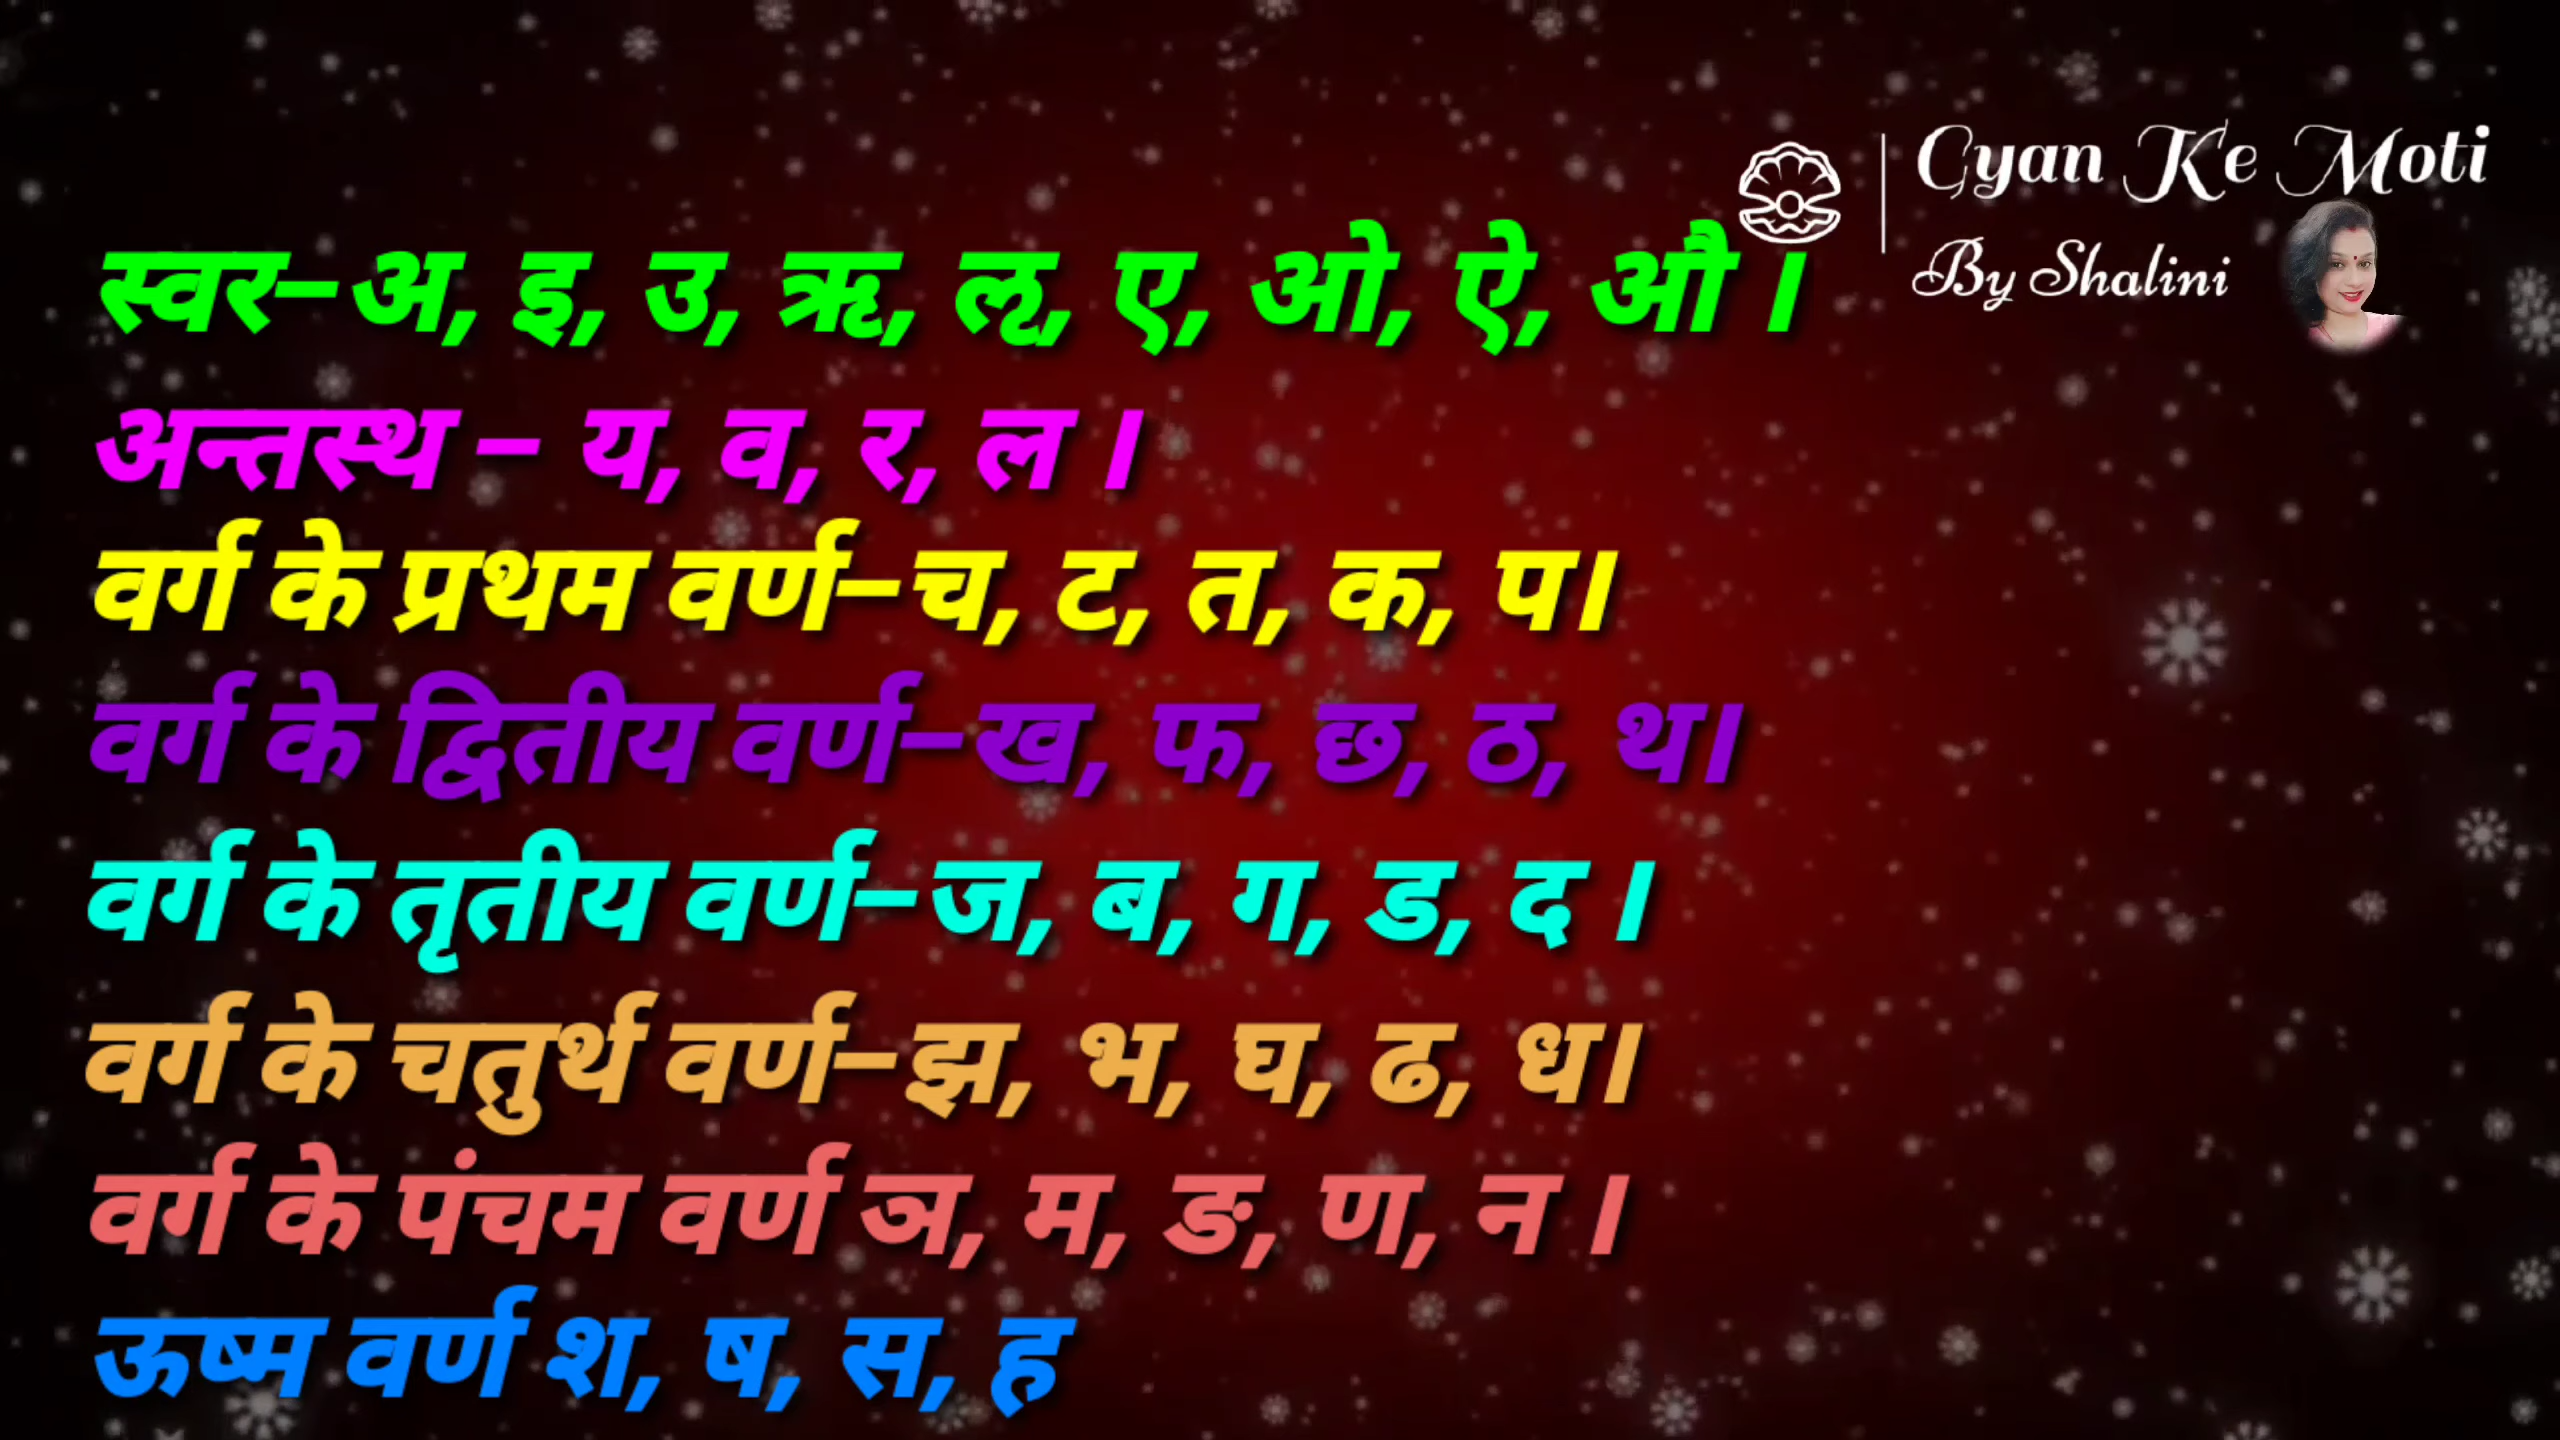 Gyan Ke Moti
By Shalini
स्वर–अ, इ, उ, ऋ, लृ, ए, ओ, ऐ, औ ।
अन्तस्थ – य, व, र, ल ।
वर्ग के प्रथम वर्ण–च, ट, त, क, प।
वर्ग के द्वितीय वर्ण–ख, फ, छ, ठ, थ।
वर्ग के तृतीय वर्ण–ज, ब, ग, ड, द ।
वर्ग के चतुर्थ वर्ण–झ, भ, घ, ढ, ध।
वर्ग के पंचम वर्ण ञ, म, ङ, ण, न ।
ऊष्म वर्ण श, ष, स, ह